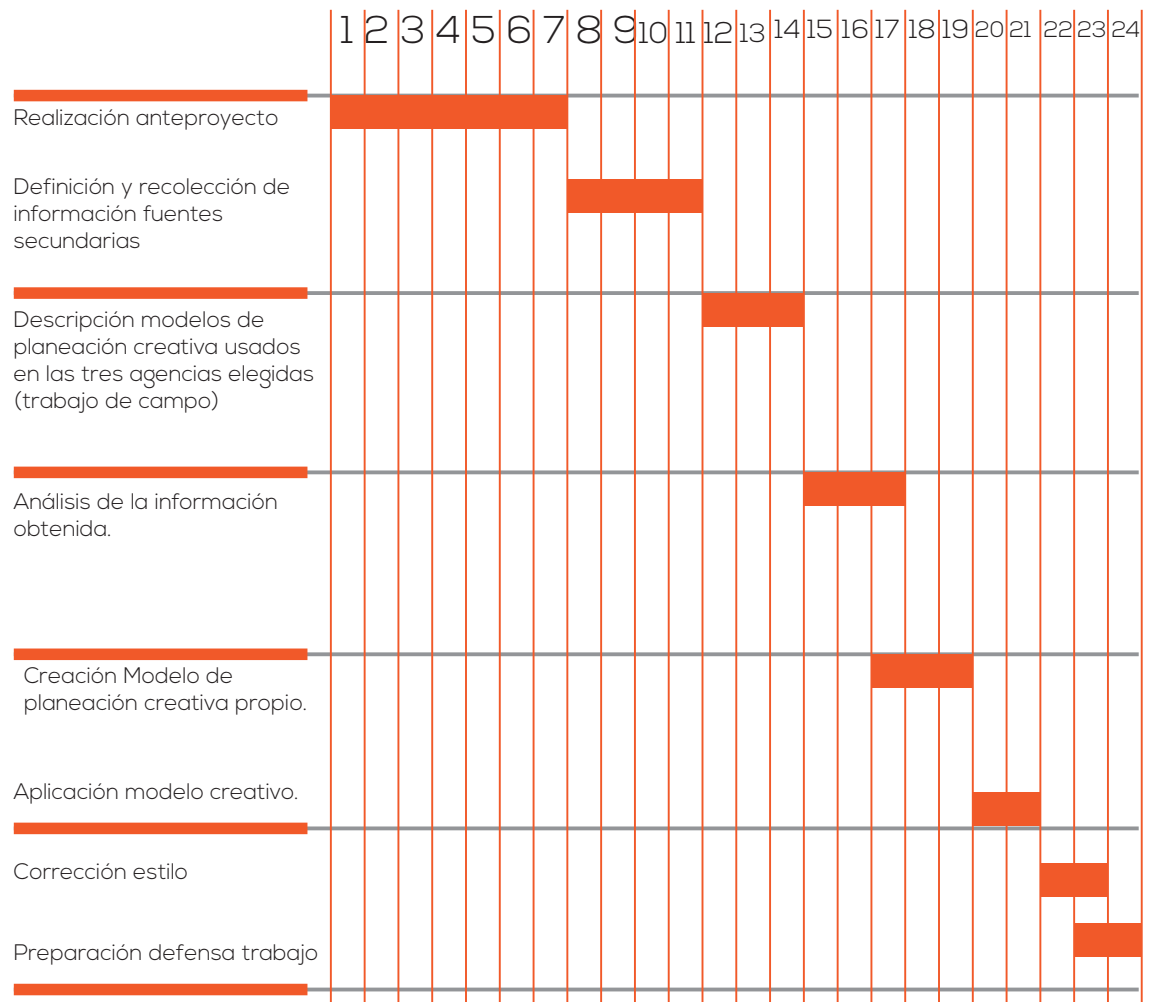 1 2 3 4 5 6 7 8 9 10 11 12 13 14 15 16 17 18 19 20 21 22 23 24
Realización anteproyecto
Definición y recolección de
información fuentes
secundarias
Descripción modelos de
planeación creativa usados
en las tres agencias elegidas
(trabajo de campo)
Análisis de la información
obtenida.
Creación Modelo de
planeación creativa propio.
Aplicación modelo creativo.
Corrección estilo
Preparación defensa trabajo